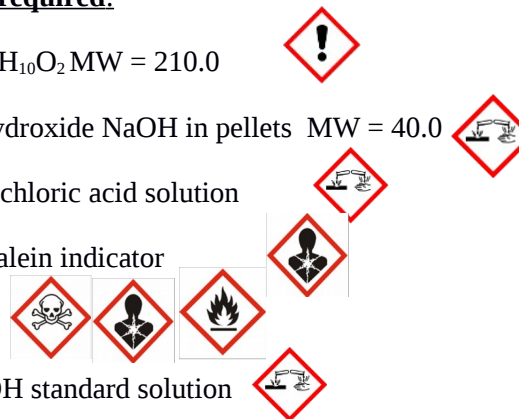 required:
H₁₀O₂ MW = 210.0
ydroxide NaOH in pellets MW = 40.0
chloric acid solution
alein indicator
OH standard solution